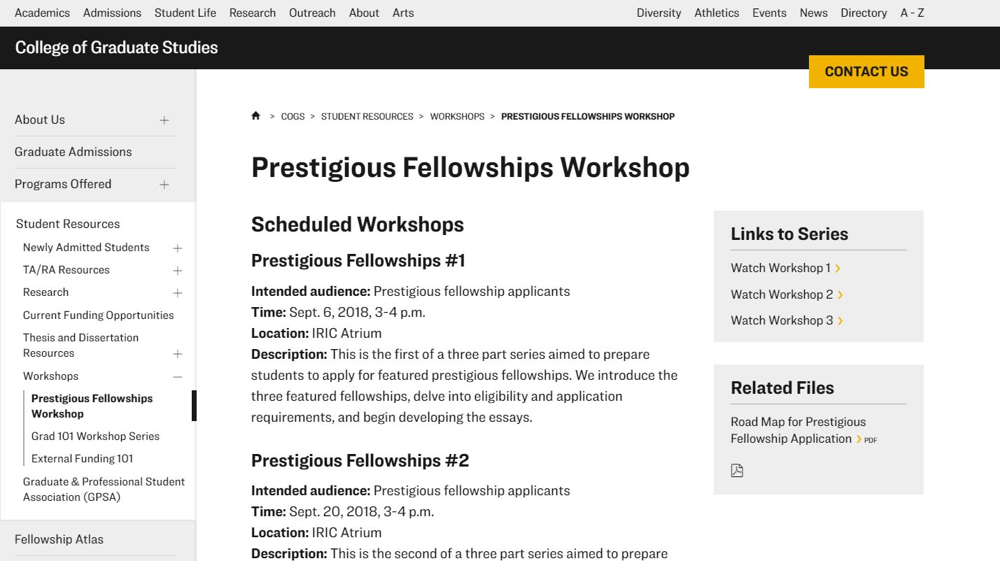 Academics Admissions Student Life Research Outreach About Arts Diversity Athletics Events News Directory A - Z
College of Graduate Studies
CONTACT US
About Us
Graduate Admissions
Programs Offered
Student Resources
Newly Admitted Students
TA/RA Resources
Research
Current Funding Opportunities
Thesis and Dissertation
Resources
Workshops
Prestigious Fellowships
Workshop
Grad 101 Workshop Series
External Funding 101
Graduate & Professional Student
Association (GPSA)
Fellowship Atlas
> COGS > STUDENT RESOURCES > WORKSHOPS > PRESTIGIOUS FELLOWSHIPS WORKSHOP
Prestigious Fellowships Workshop
Scheduled Workshops
Prestigious Fellowships #1
Intended audience: Prestigious fellowship applicants
Time: Sept. 6, 2018, 3-4 p.m.
Location: IRIC Atrium
Description: This is the first of a three part series aimed to prepare
students to apply for featured prestigious fellowships. We introduce the
three featured fellowships, delve into eligibility and application
requirements, and begin developing the essays.
Prestigious Fellowships #2
Intended audience: Prestigious fellowship applicants
Time: Sept. 20, 2018, 3-4 p.m.
Location: IRIC Atrium
Description: This is the second of a three part series aimed to prepare
Links to Series
Watch Workshop 1
Watch Workshop 2
Watch Workshop 3
Related Files
Road Map for Prestigious
Fellowship Application PDF